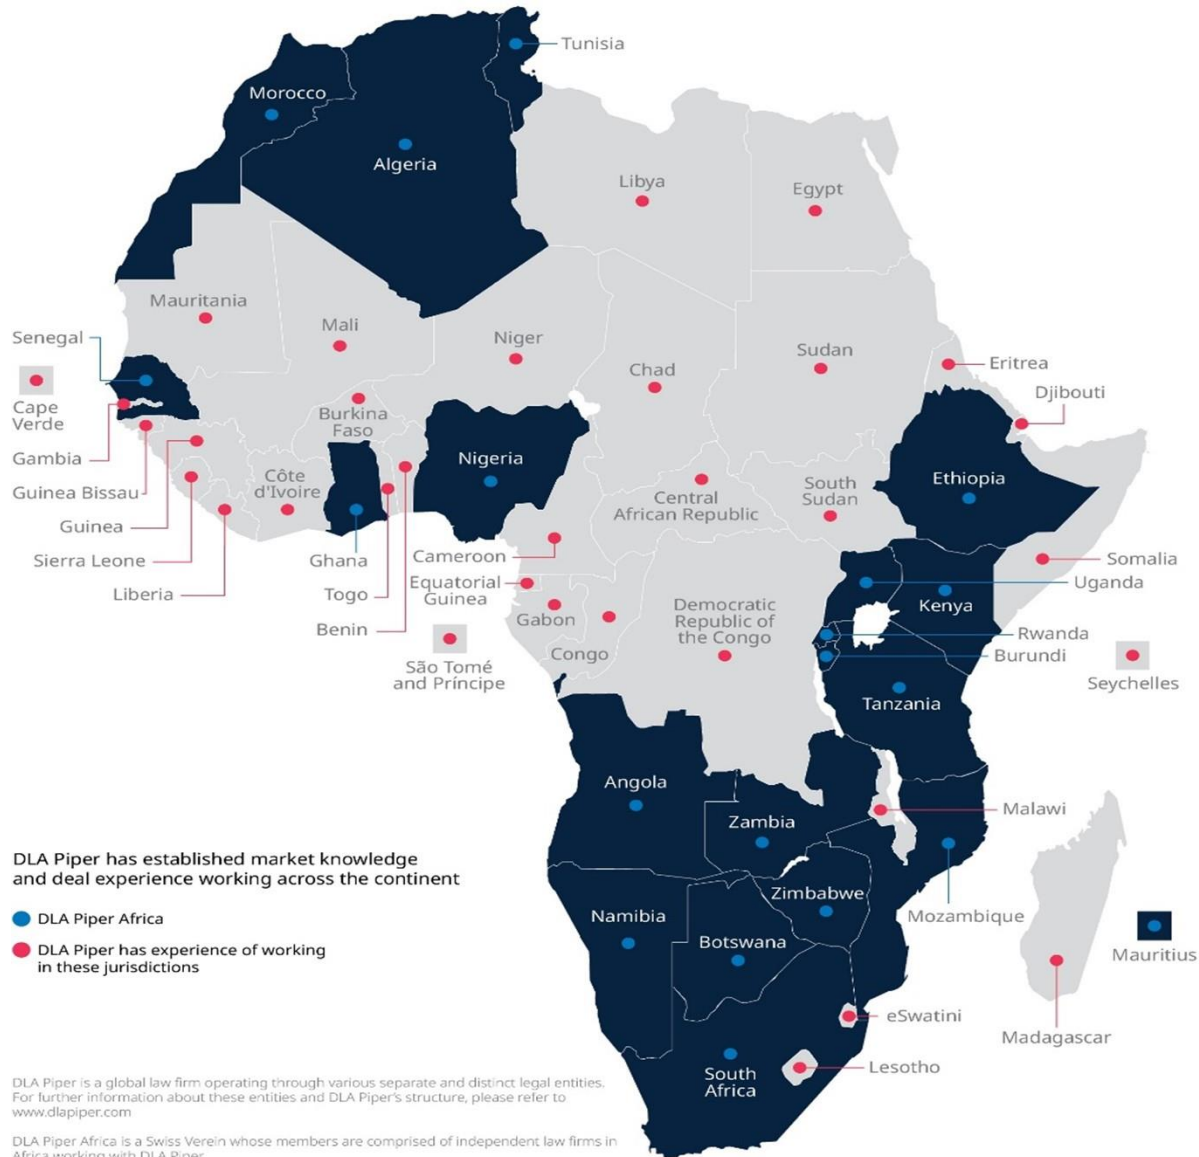 Tunisia
Morocco
Algeria
Libya
Egypt
Mauritania
Mali
Niger
Chad
Sudan
Eritrea
Djibouti
Senegal
Cape
Verde
Gambia
Guinea Bissau
Guinea
Sierra Leone
Liberia
Burkina
Faso
Côte
d'Ivoire
Ghana
Togo
Benin
Nigeria
Cameroon
Equatorial
Guinea
Gabon
Congo
São Tomé
and Príncipe
Central
African Republic
South
Sudan
Ethiopia
Somalia
Uganda
Kenya
Rwanda
Burundi
Seychelles
Democratic
Republic of
the Congo
Tanzania
Angola
Zambia
Malawi
Zimbabwe
Mozambique
Namibia
Botswana
Mauritius
Madagascar
eSwatini
Lesotho
South
Africa
DLA Piper has established market knowledge
and deal experience working across the continent
DLA Piper Africa
DLA Piper has experience of working
in these jurisdictions
DLA Piper is a global law firm operating through various separate and distinct legal entities.
For further information about these entities and DLA Piper's structure, please refer to
www.dlapiper.com
DLA Piper Africa is a Swiss Verein whose members are comprised of independent law firms in
Africa working with DLA Piper